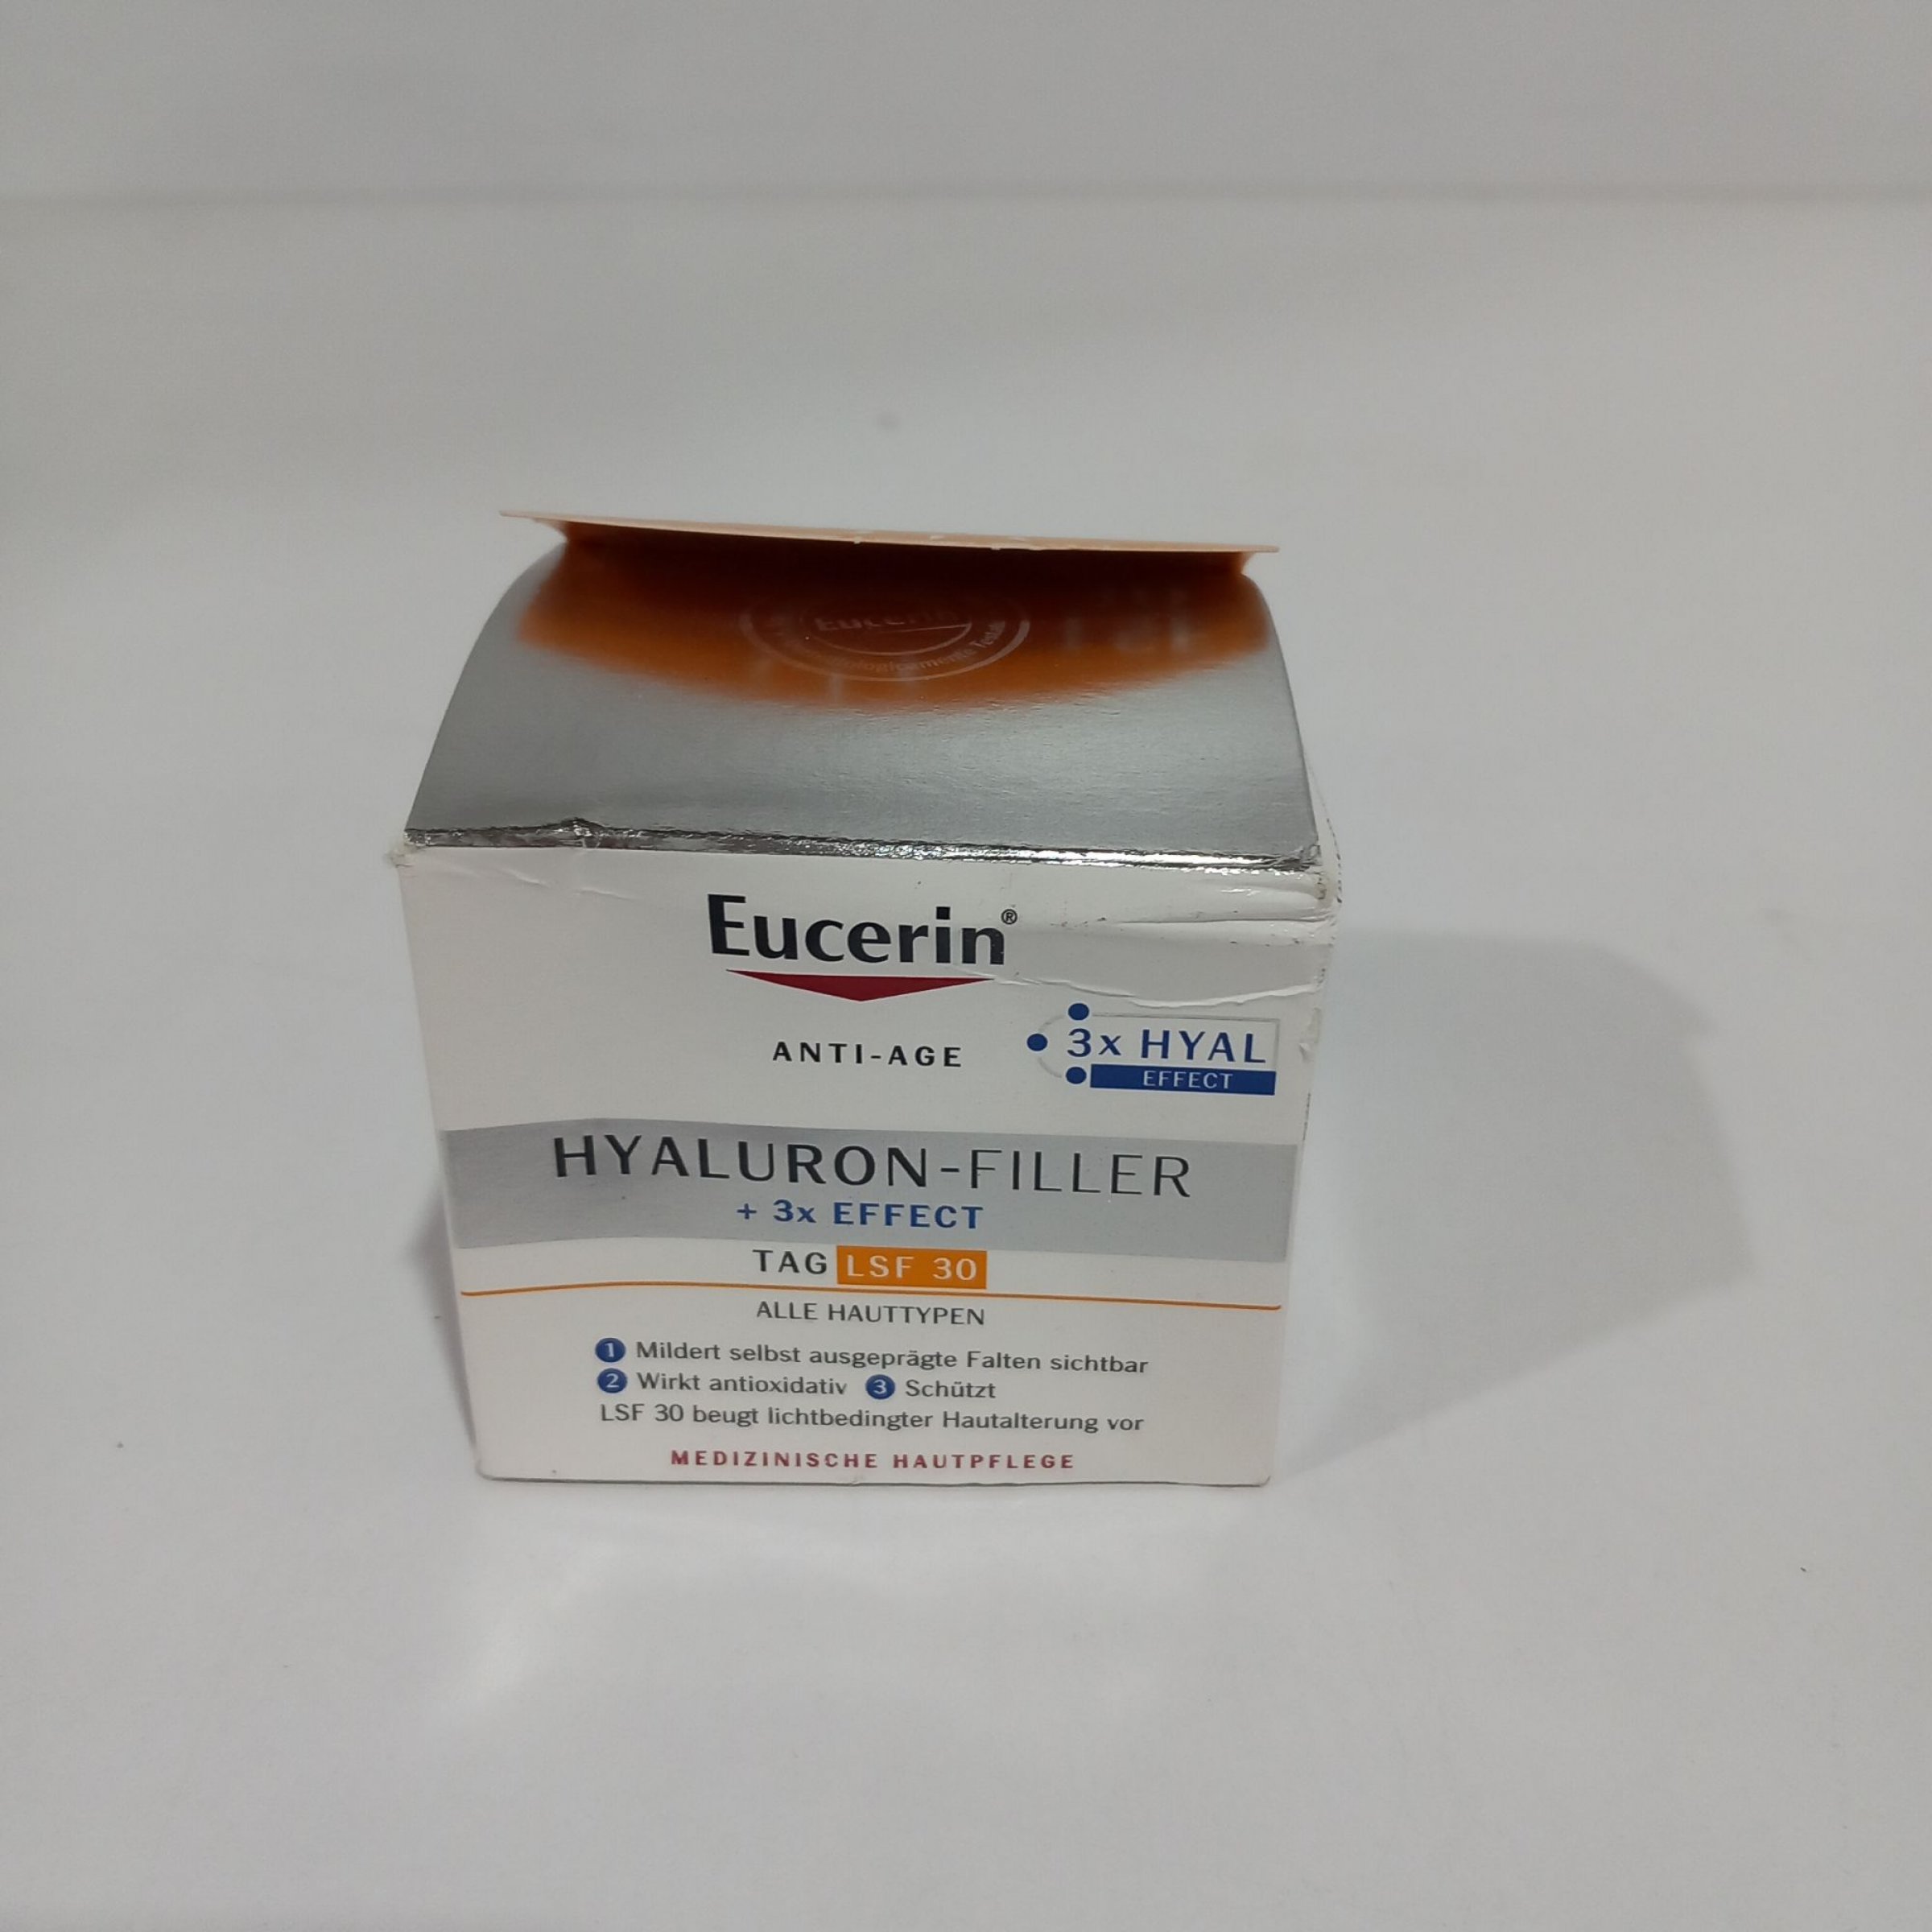 Eucerin
Eucerin®
ANTI-AGE
3x HYAL
EFFECT
HYALURON-FILLER
+ 3x EFFECT
TAG LSF 30
ALLE HAUTTYPEN
1 Mildert selbst ausgeprägte Falten sichtbar
2 Wirkt antioxidativ 3 Schützt
LSF 30 beugt lichtbedingter Hautalterung vor
MEDIZINISCHE HAUTPFLEGE